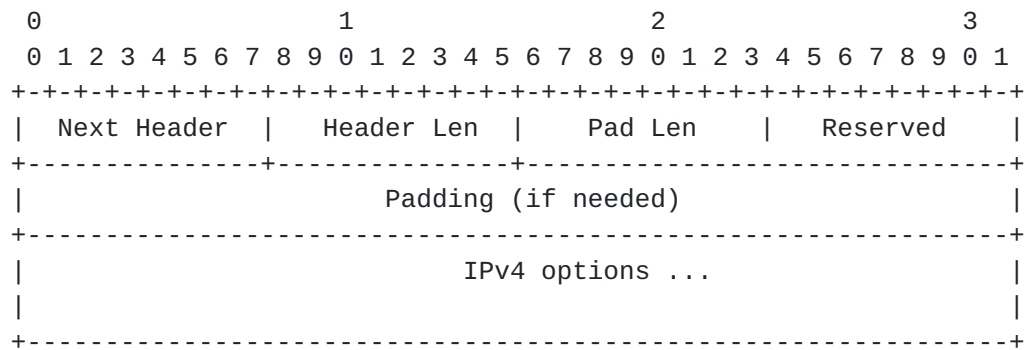 0                   1                   2                   3
0 1 2 3 4 5 6 7 8 9 0 1 2 3 4 5 6 7 8 9 0 1 2 3 4 5 6 7 8 9 0 1
+-+-+-+-+-+-+-+-+-+-+-+-+-+-+-+-+-+-+-+-+-+-+-+-+-+-+-+-+-+-+-+-+
|  Next Header  |   Header Len  |    Pad Len    |   Reserved    |
+---------------+---------------+-------------------------------+
|                       Padding (if needed)                     |
+---------------------------------------------------------------+
|                            IPv4 options ...                   |
|                                                               |
+---------------------------------------------------------------+